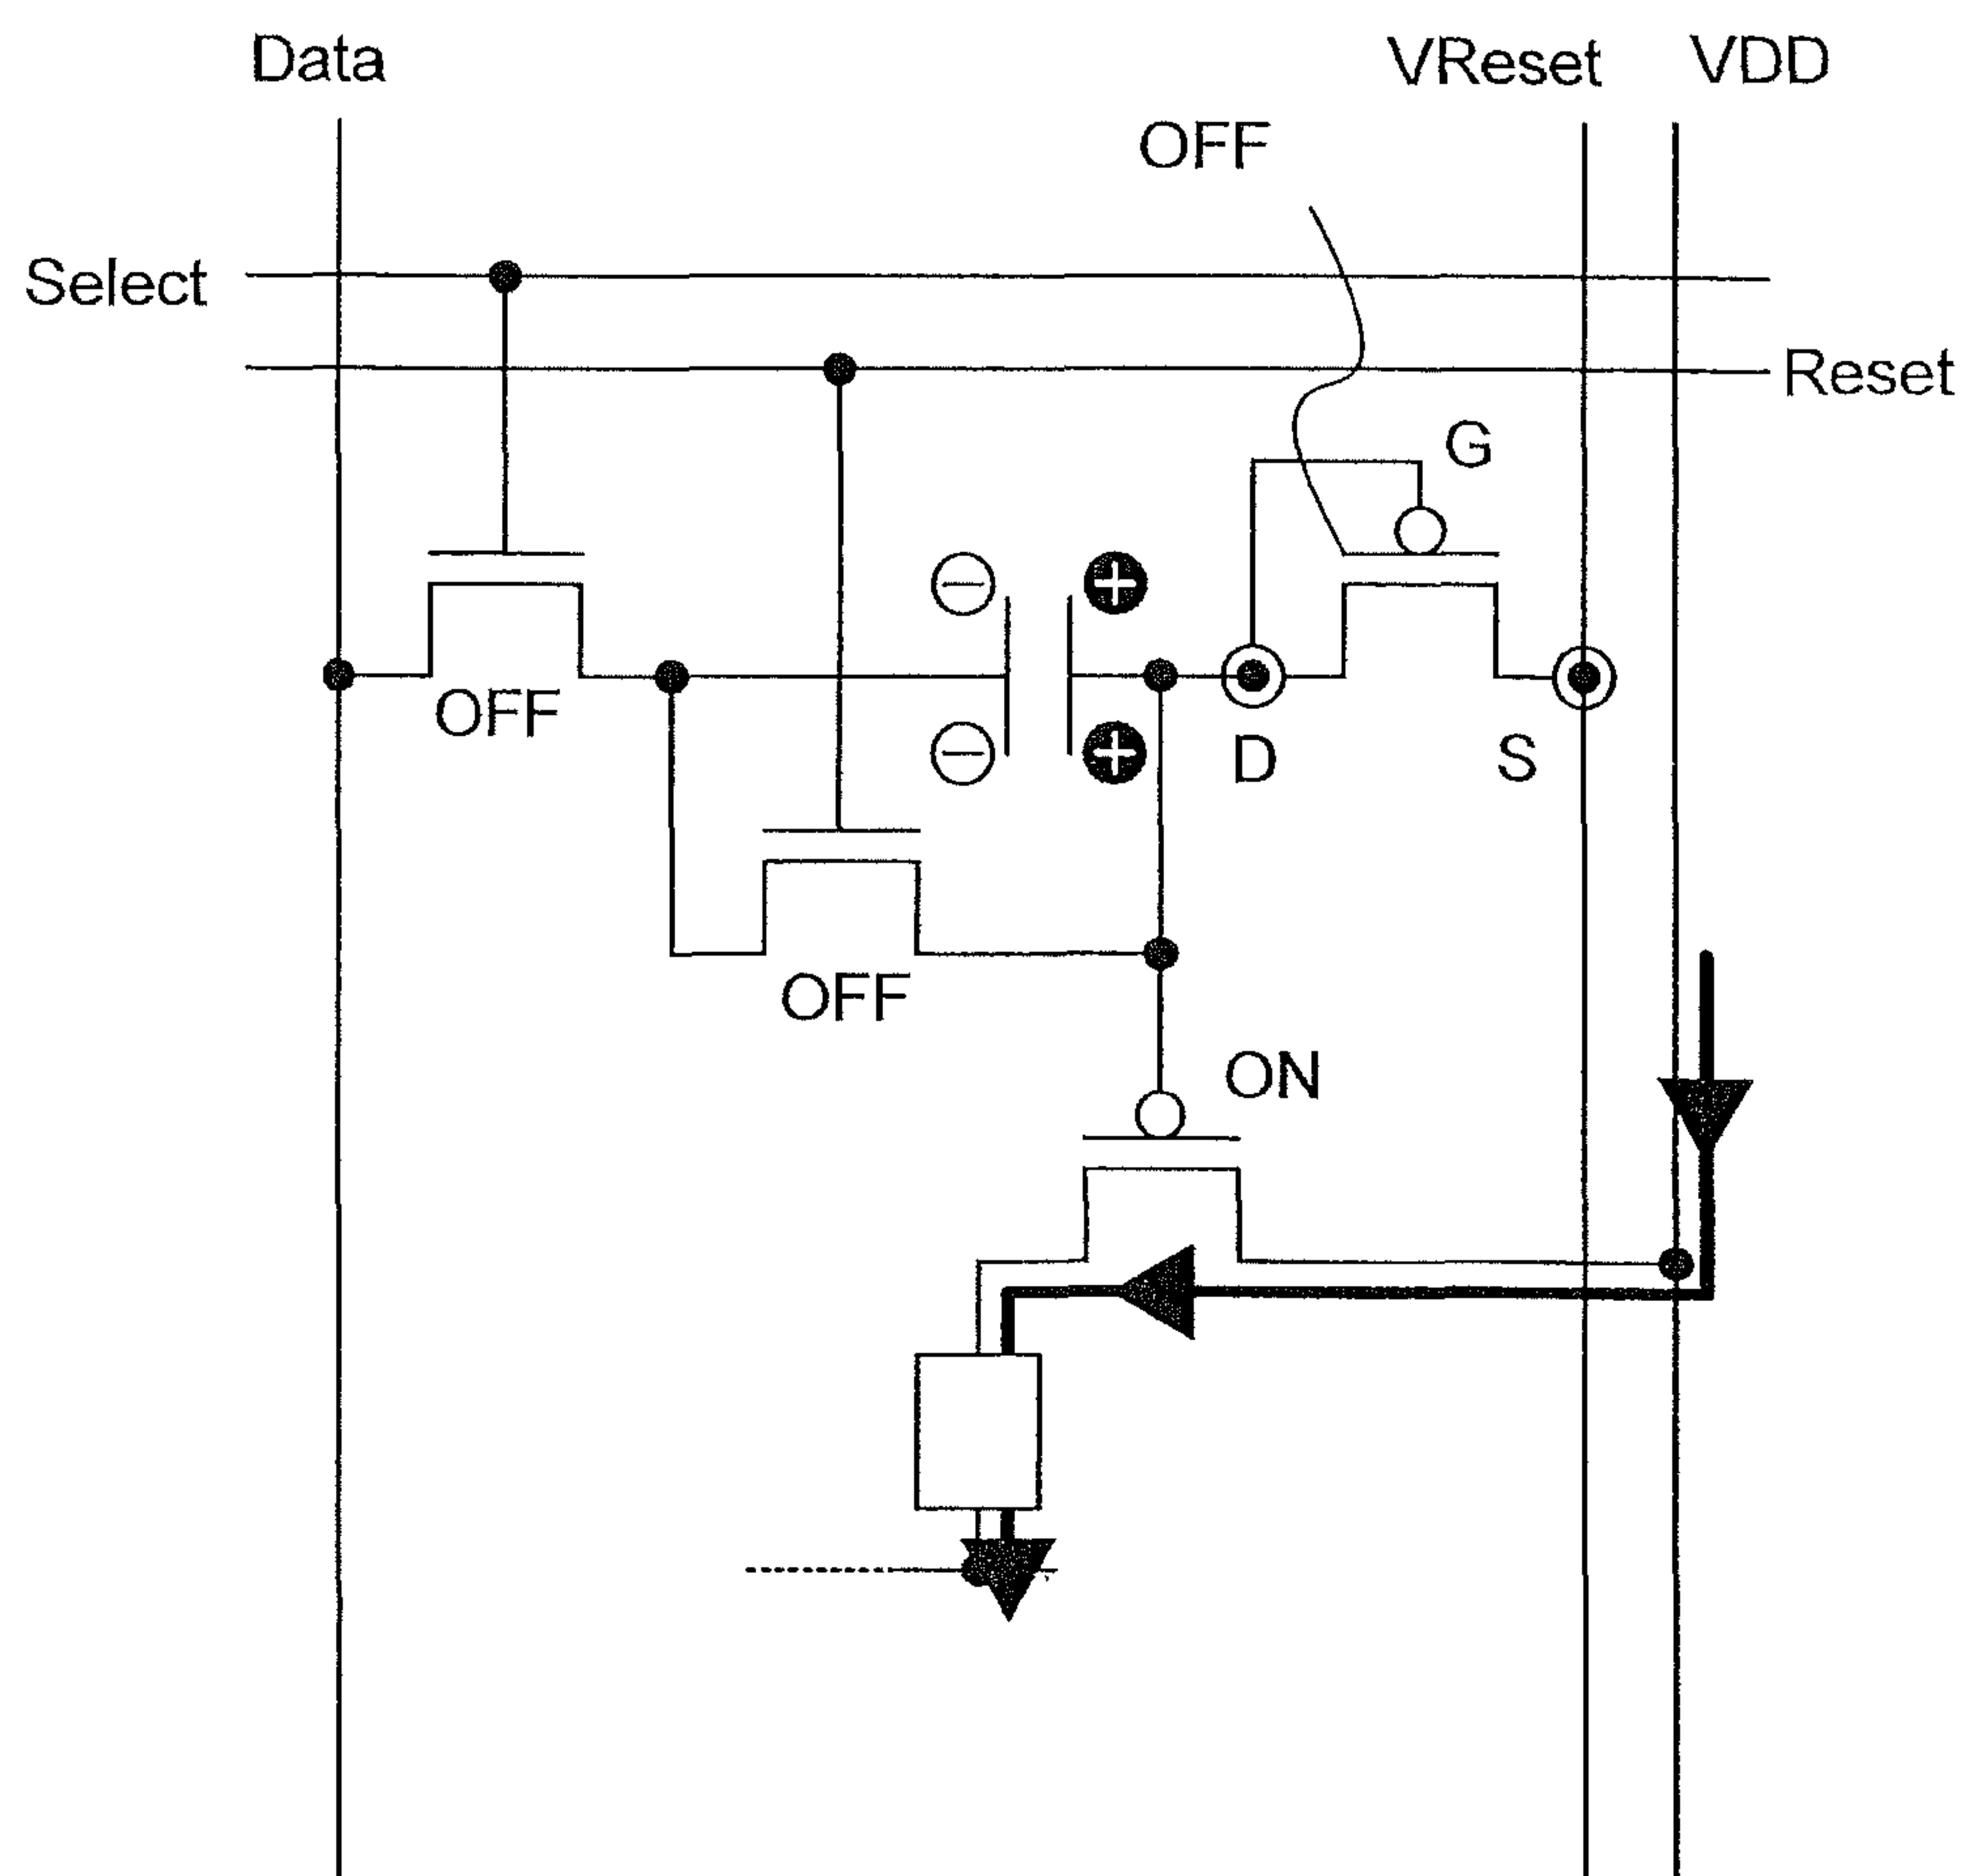 Data
VReset
VDD
OFF
Select
Reset
G
OFF
D
S
OFF
ON